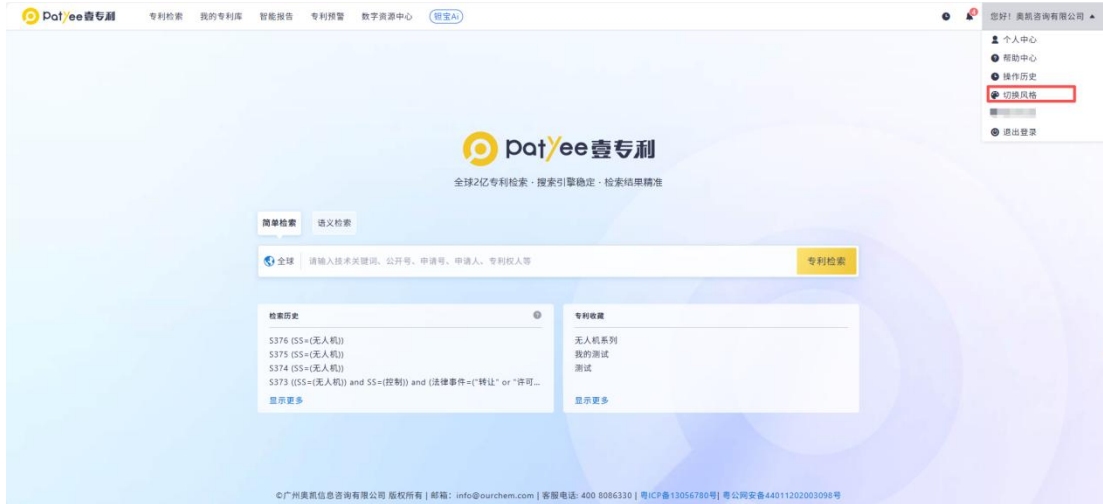 Patyee壹专利 专利检索 我的专利库 智能报告 专利预警 数字资源中心 钽宝Ai 4 您好！奥凯咨询有限公司
个人中心
帮助中心
操作历史
切换风格
退出登录
Patyee壹专利
全球2亿专利检索·搜索引擎稳定·检索结果精准
简单检索 语义检索
全球 请输入技术关键词、公开号、申请号、申请人、专利权人等 专利检索
检索历史
S376 (SS=(无人机))
S375 (SS=(无人机))
S374 (SS=(无人机))
S373 ((SS=(无人机)) and SS=(控制)) and (法律事件=("转让" or "许可...
显示更多
专利收藏
无人机系列
我的测试
测试
显示更多
©广州奥凯信息咨询有限公司 版权所有 | 邮箱：info@ourchem.com | 客服电话: 400 8086330 | 粤ICP备13056780号| 粤公网安备44011202003098号